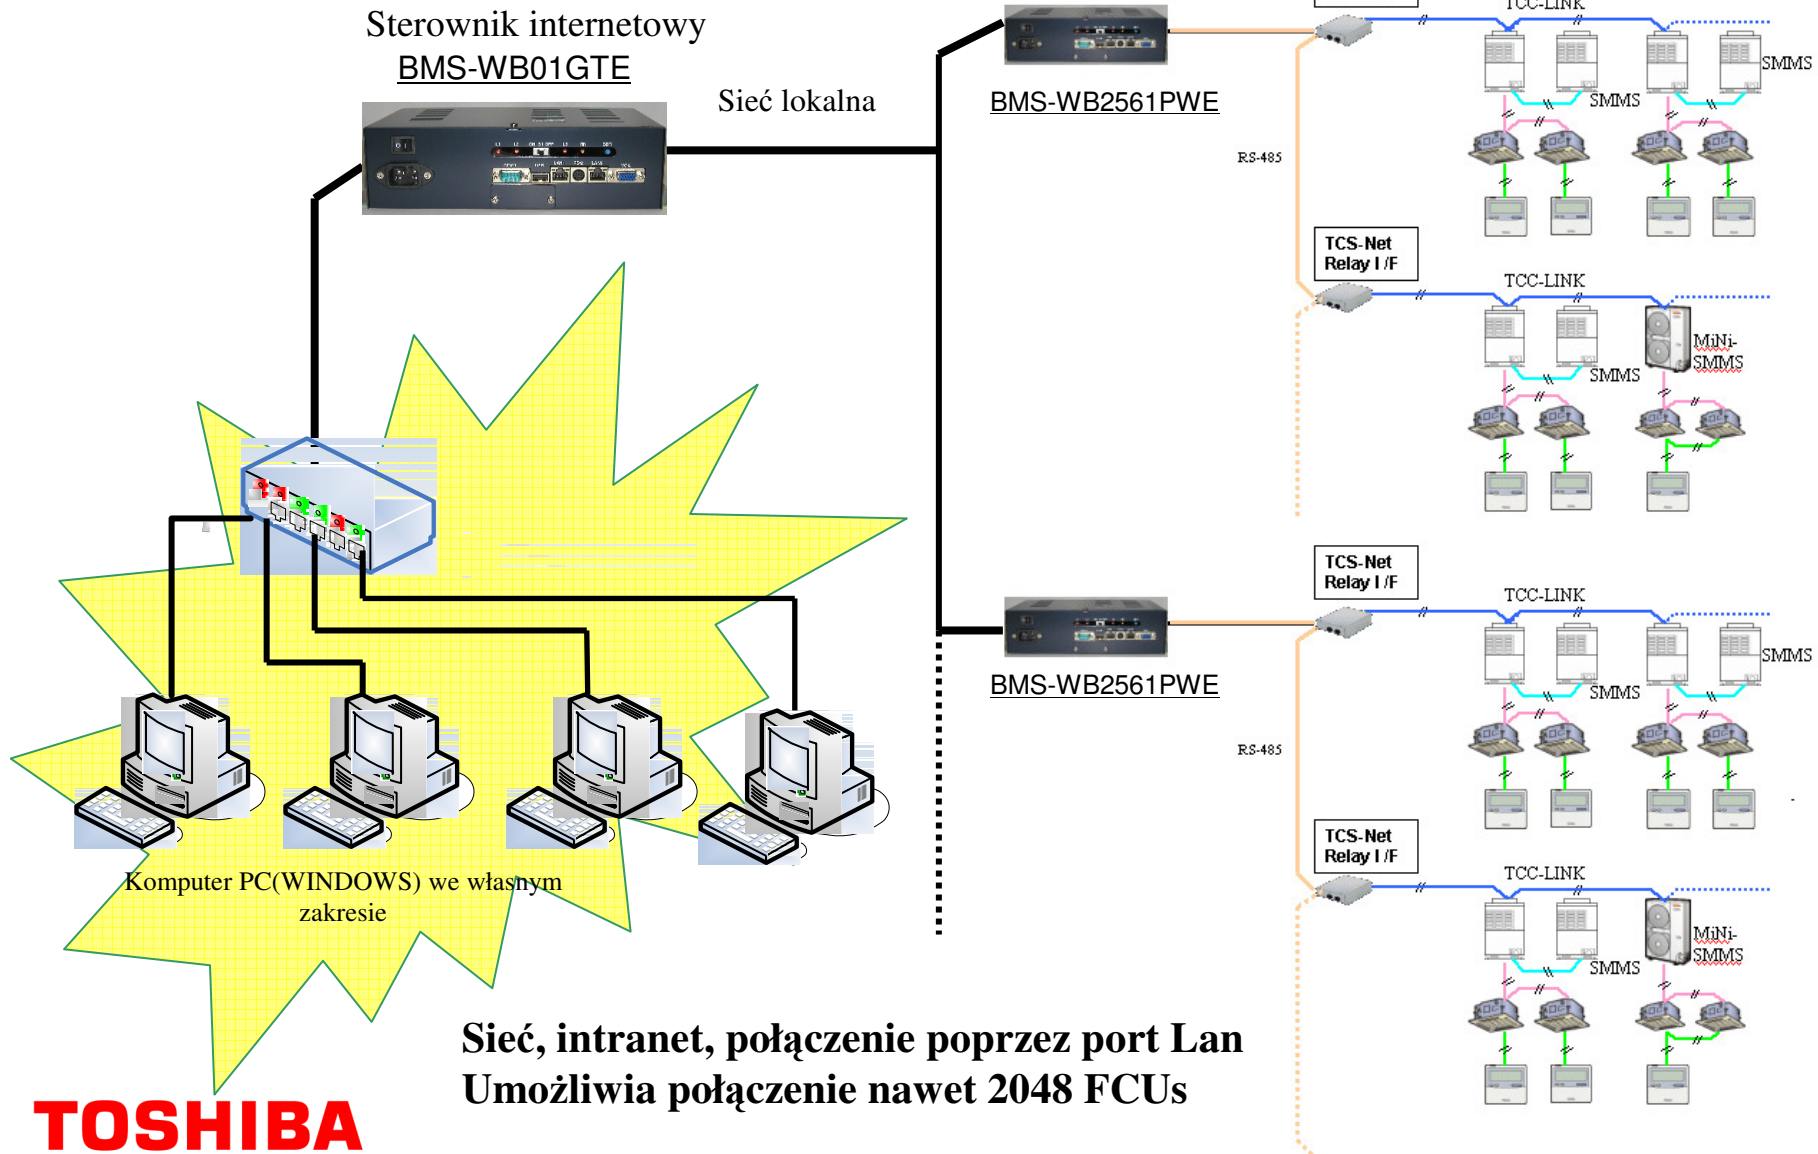 Sterownik internetowy
BMS-WB01GTE
Sieć lokalna
BMS-WB2561PWE
RS-485
TCC-LINK
SMMS
SMMS
TCS-Net
Relay I/F
TCC-LINK
SMMS
MiNi-
SMMS
TCS-Net
Relay I/F
TCC-LINK
SMMS
SMMS
BMS-WB2561PWE
RS-485
TCS-Net
Relay I/F
TCC-LINK
SMMS
MiNi-
SMMS
Komputer PC(WINDOWS) we własnym
zakresie
Sieć, intranet, połączenie poprzez port Lan
Umożliwia połączenie nawet 2048 FCUs
TOSHIBA